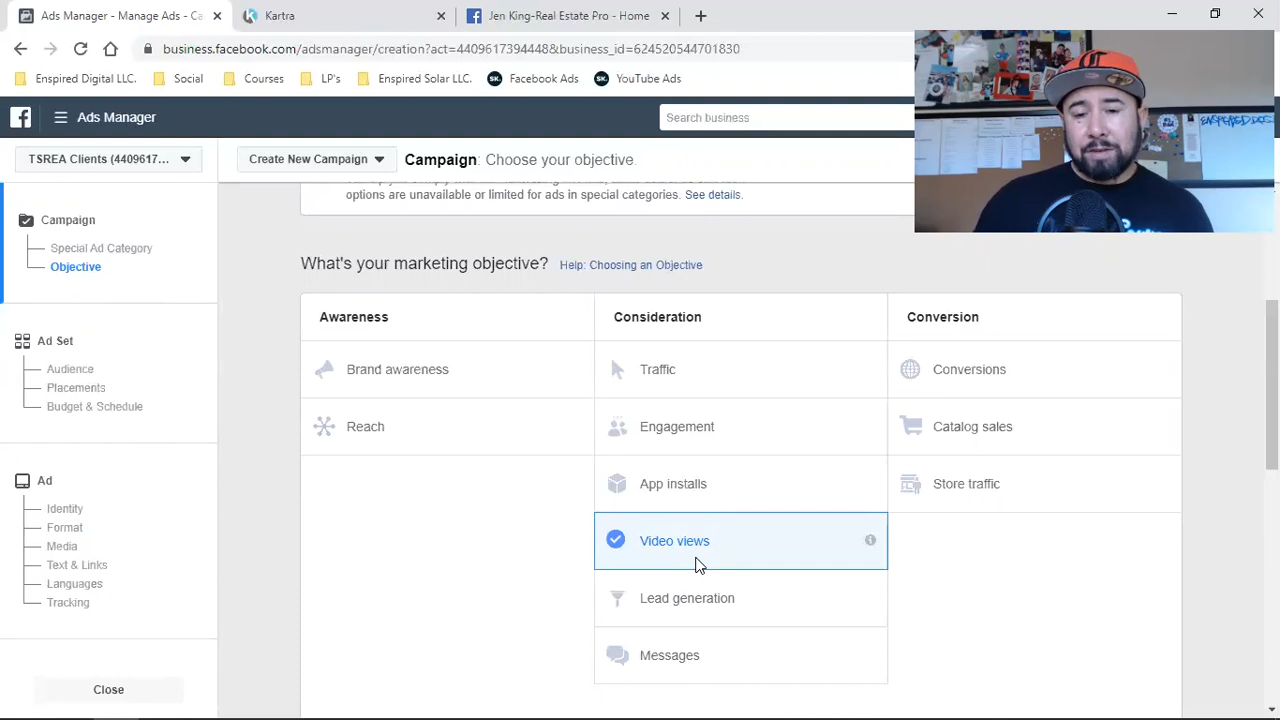 Ads Manager - Manage Ads - Ca
Kartra
Jen King-Real Estate Pro - Home
business.facebook.com/adsmanager/creation?act=4409617394448&business_id=624520544701830
Enspired Digital LLC.
Social
Courses
LP's
Enspired Solar LLC.
SK.
Facebook Ads
SK.
YouTube Ads
Ads Manager
Search business
TSREA Clients (4409617...
Create New Campaign
Campaign: Choose your objective.
options are unavailable or limited for ads in special categories. See details.
Campaign
Special Ad Category
Objective
Ad Set
Audience
Placements
Budget & Schedule
Ad
Identity
Format
Media
Text & Links
Languages
Tracking
Close
What's your marketing objective? Help: Choosing an Objective
Awareness
Consideration
Conversion
Brand awareness
Traffic
Conversions
Reach
Engagement
Catalog sales
App installs
Store traffic
Video views
Lead generation
Messages